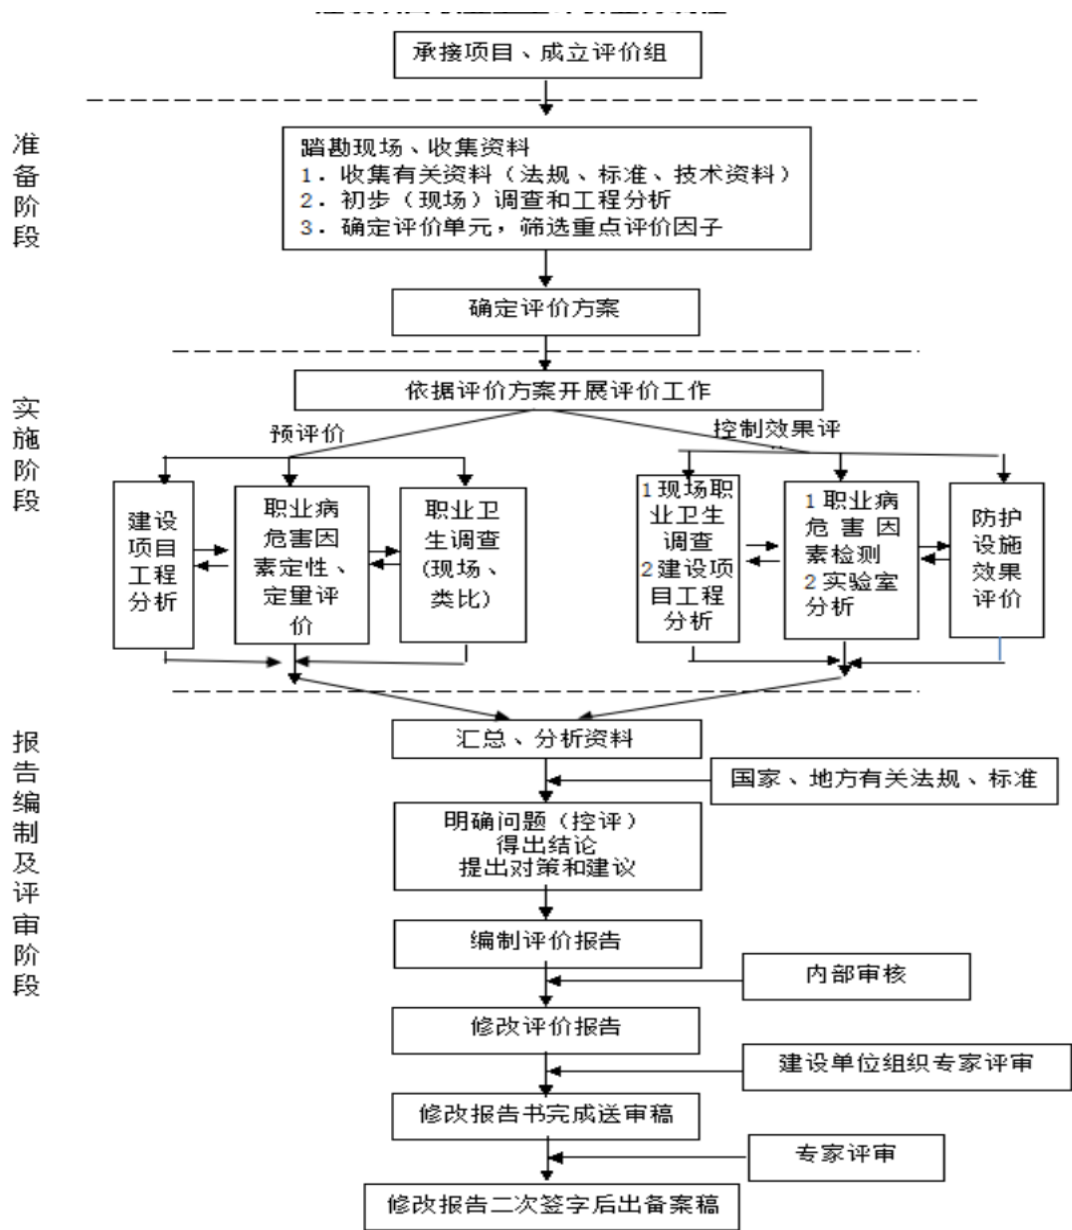 承接项目、成立评价组
准备阶段
踏勘现场、收集资料
1．收集有关资料（法规、标准、技术资料）
2．初步（现场）调查和工程分析
3．确定评价单元，筛选重点评价因子
确定评价方案
实施阶段
依据评价方案开展评价工作
预评价
控制效果评
建设
项目
工程
分析
职业病
危害因
素定性、
定量评
价
职业卫
生调查
(现场、
类比)
1现场职
业卫生
调查
2建设项
目工程
分析
1职业病
危害因
素检测
2实验室
分析
防护
设施
效果
评价
报告编制及评审阶段
汇总、分析资料
国家、地方有关法规、标准
明确问题（控评）
得出结论
提出对策和建议
编制评价报告
内部审核
修改评价报告
建设单位组织专家评审
修改报告书完成送审稿
专家评审
修改报告二次签字后出备案稿